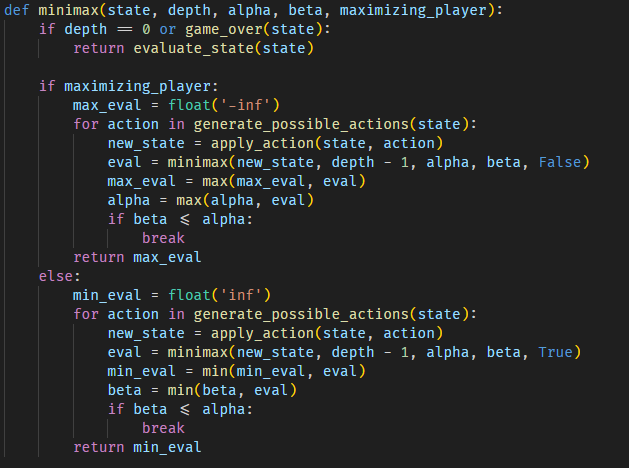 def minimax(state, depth, alpha, beta, maximizing_player):
    if depth == 0 or game_over(state):
        return evaluate_state(state)

    if maximizing_player:
        max_eval = float('-inf')
        for action in generate_possible_actions(state):
            new_state = apply_action(state, action)
            eval = minimax(new_state, depth - 1, alpha, beta, False)
            max_eval = max(max_eval, eval)
            alpha = max(alpha, eval)
            if beta <= alpha:
                break
        return max_eval
    else:
        min_eval = float('inf')
        for action in generate_possible_actions(state):
            new_state = apply_action(state, action)
            eval = minimax(new_state, depth - 1, alpha, beta, True)
            min_eval = min(min_eval, eval)
            beta = min(beta, eval)
            if beta <= alpha:
                break
        return min_eval